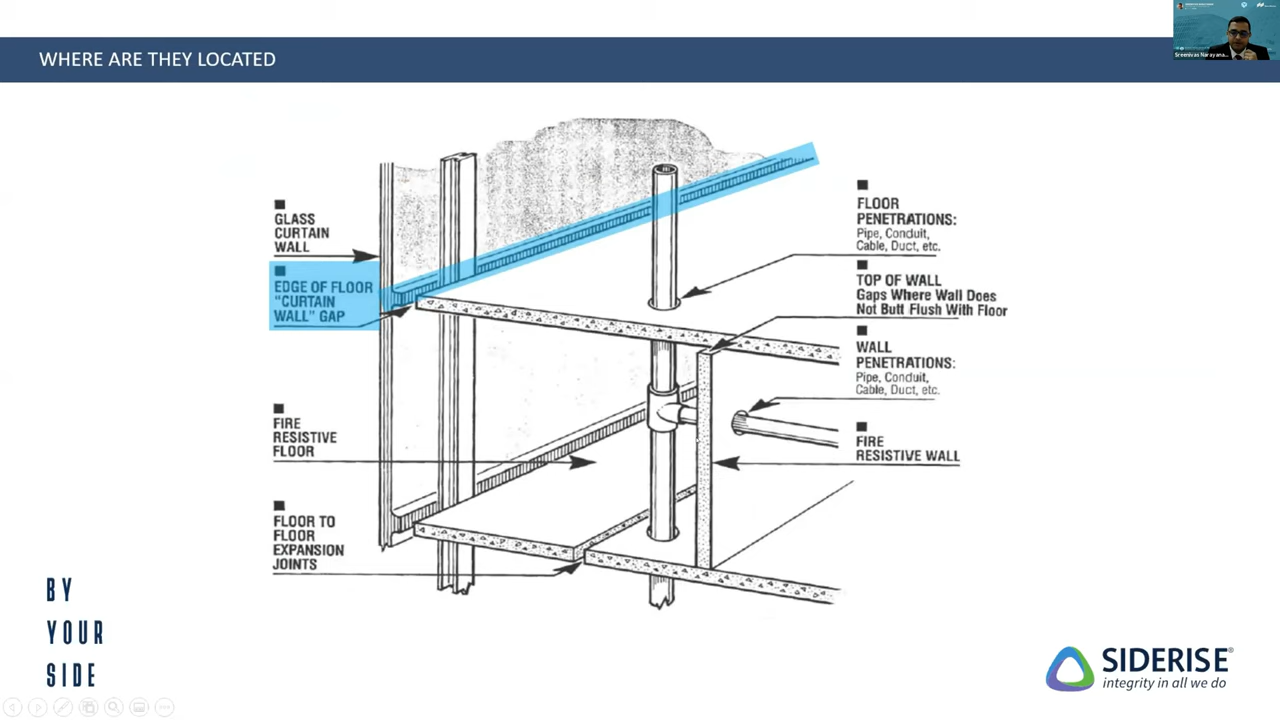 WHERE ARE THEY LOCATED
Sreenivas Narayana...
GLASS
CURTAIN
WALL
EDGE OF FLOOR
"CURTAIN
WALL" GAP
FIRE
RESISTIVE
FLOOR
FLOOR TO
FLOOR
EXPANSION
JOINTS
FLOOR
PENETRATIONS:
Pipe, Conduit,
Cable, Duct, etc.
TOP OF WALL
Gaps Where Wall Does
Not Butt Flush With Floor
WALL
PENETRATIONS:
Pipe, Conduit,
Cable, Duct, etc.
FIRE
RESISTIVE WALL
BY
YOUR
SIDE
SIDERISE®
integrity in all we do